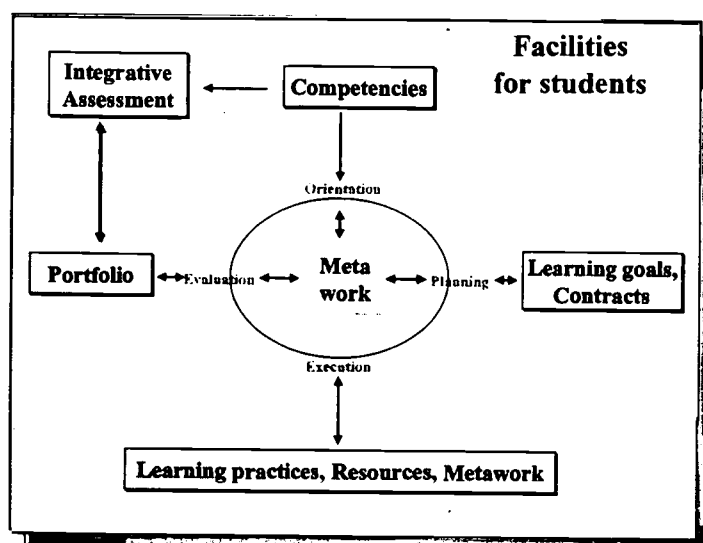 Facilities
for students
Integrative
Assessment
Competencies
Orientation
Portfolio
Evaluation
Meta
work
Planning
Learning goals,
Contracts
Execution
Learning practices, Resources, Metawork